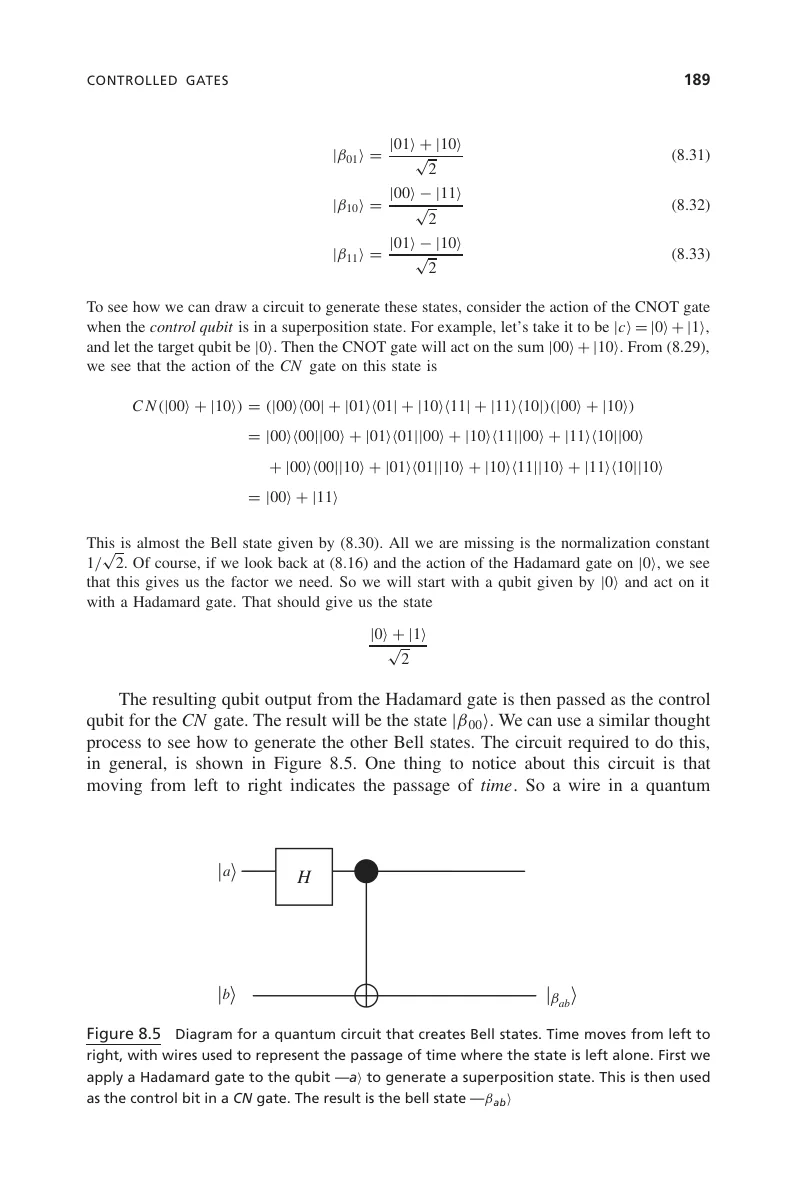 CONTROLLED GATES 189
|β01⟩ = |01⟩ + |10⟩ / √2 (8.31)
|β10⟩ = |00⟩ − |11⟩ / √2 (8.32)
|β11⟩ = |01⟩ − |10⟩ / √2 (8.33)
To see how we can draw a circuit to generate these states, consider the action of the CNOT gate
when the control qubit is in a superposition state. For example, let's take it to be |c⟩ = |0⟩ + |1⟩,
and let the target qubit be |0⟩. Then the CNOT gate will act on the sum |00⟩ + |10⟩. From (8.29),
we see that the action of the CN gate on this state is
CN(|00⟩ + |10⟩) = (|00⟩⟨00| + |01⟩⟨01| + |10⟩⟨11| + |11⟩⟨10|)(|00⟩ + |10⟩)
= |00⟩⟨00||00⟩ + |01⟩⟨01||00⟩ + |10⟩⟨11||00⟩ + |11⟩⟨10||00⟩
+ |00⟩⟨00||10⟩ + |01⟩⟨01||10⟩ + |10⟩⟨11||10⟩ + |11⟩⟨10||10⟩
= |00⟩ + |11⟩
This is almost the Bell state given by (8.30). All we are missing is the normalization constant
1/√2. Of course, if we look back at (8.16) and the action of the Hadamard gate on |0⟩, we see
that this gives us the factor we need. So we will start with a qubit given by |0⟩ and act on it
with a Hadamard gate. That should give us the state
|0⟩ + |1⟩ / √2
The resulting qubit output from the Hadamard gate is then passed as the control
qubit for the CN gate. The result will be the state |β00⟩. We can use a similar thought
process to see how to generate the other Bell states. The circuit required to do this,
in general, is shown in Figure 8.5. One thing to notice about this circuit is that
moving from left to right indicates the passage of time. So a wire in a quantum
|a⟩ H
|b⟩ |βab⟩
Figure 8.5 Diagram for a quantum circuit that creates Bell states. Time moves from left to
right, with wires used to represent the passage of time where the state is left alone. First we
apply a Hadamard gate to the qubit —a⟩ to generate a superposition state. This is then used
as the control bit in a CN gate. The result is the bell state —βab⟩